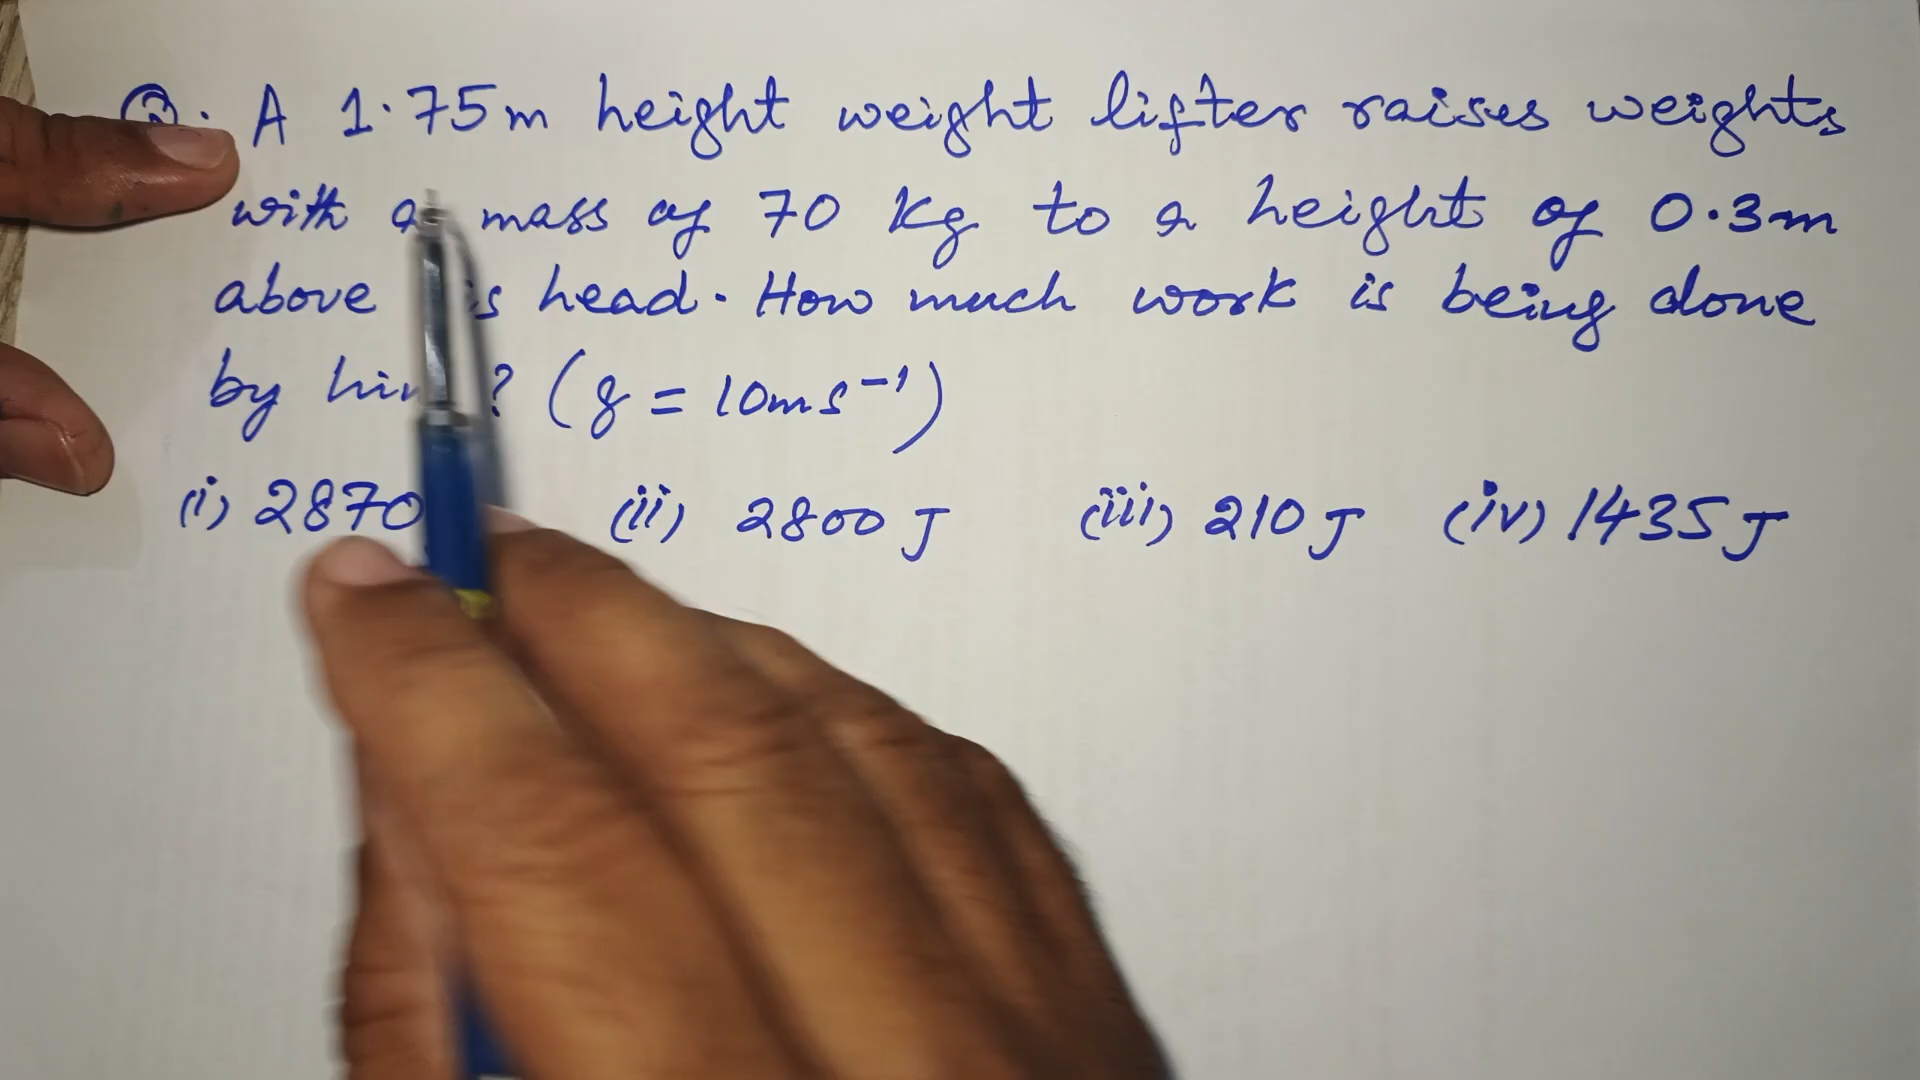 Q. A 1.75m height weight lifter raises weights
with a mass of 70 Kg to a height of 0.3m
above head. How much work is being done
by ? (g = 10ms⁻¹)
(i) 2870 (ii) 2800 J (iii) 210 J (iv) 1435 J